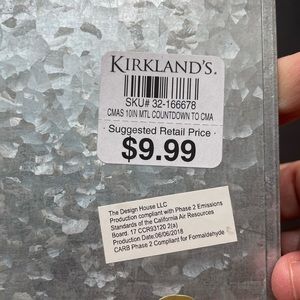 KIRKLAND'S.
SKU# 32-166678
CMAS 10IN MTL COUNTDOWN TO CMA
Suggested Retail Price
$9.99
The Design House LLC
Production compliant with Phase 2 Emissions
Standards of the California Air Resources
Board. 17 CCR93120.2(a)
Production Date:06/06/2018
CARB Phase 2 Compliant for Formaldehyde